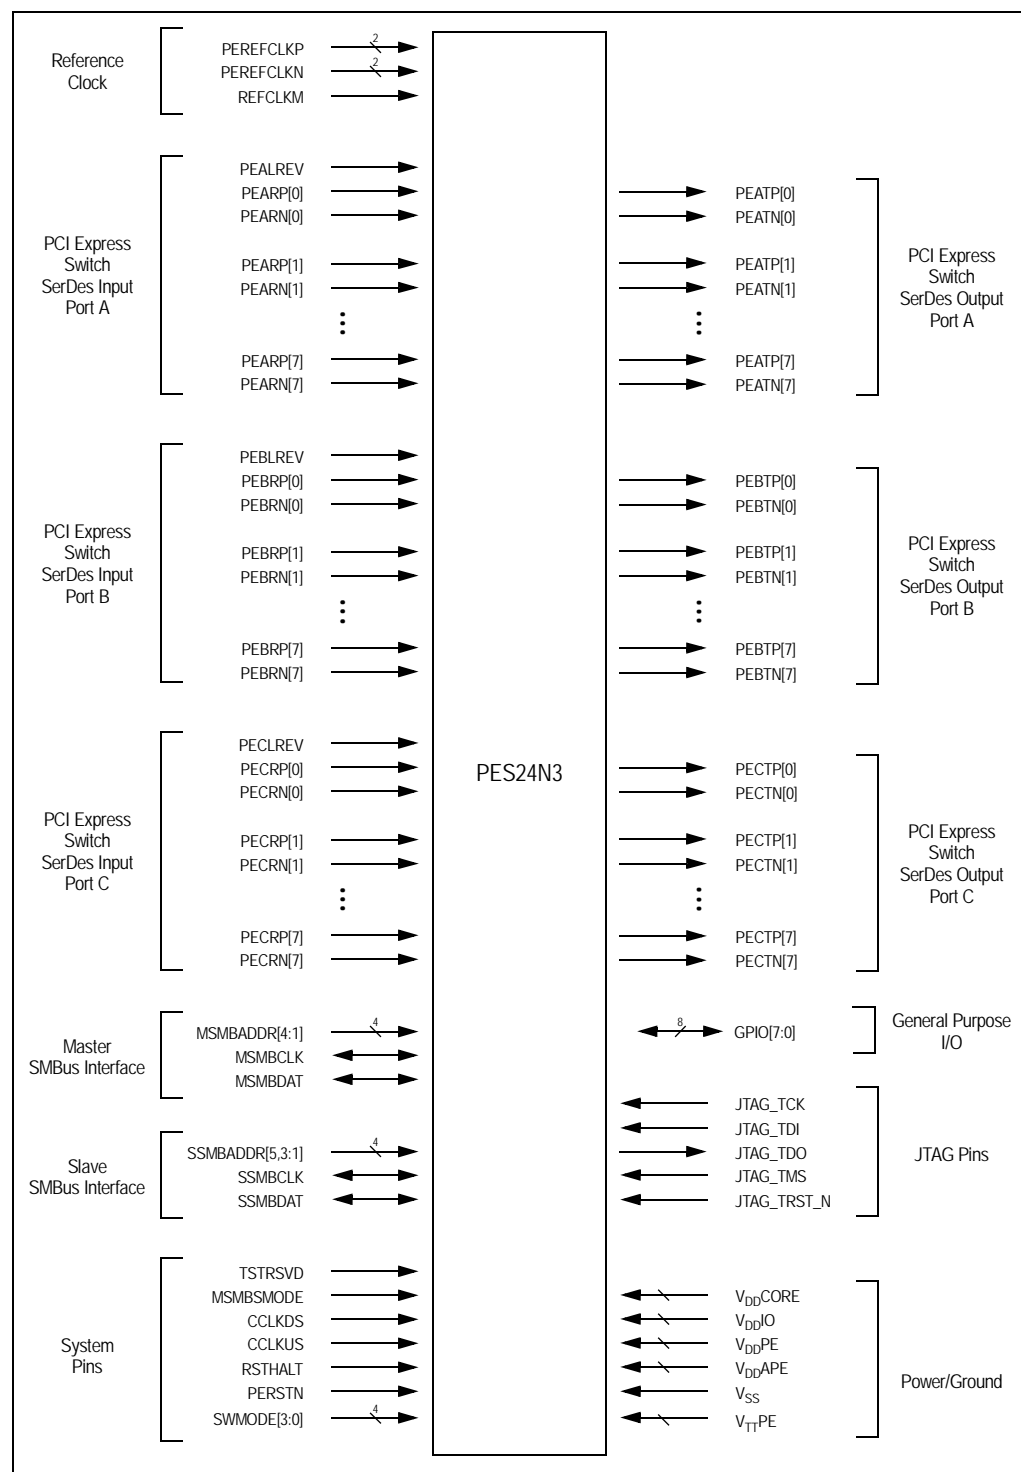 Reference
Clock
PEREFCLKP
2
PEREFCLKN
2
REFCLKM
PCI Express
Switch
SerDes Input
Port A
PEALREV
PEARP[0]
PEARN[0]
PEARP[1]
PEARN[1]
PEARP[7]
PEARN[7]
PEATP[0]
PEATN[0]
PEATP[1]
PEATN[1]
PEATP[7]
PEATN[7]
PCI Express
Switch
SerDes Output
Port A
PCI Express
Switch
SerDes Input
Port B
PEBLREV
PEBRP[0]
PEBRN[0]
PEBRP[1]
PEBRN[1]
PEBRP[7]
PEBRN[7]
PEBTP[0]
PEBTN[0]
PEBTP[1]
PEBTN[1]
PEBTP[7]
PEBTN[7]
PCI Express
Switch
SerDes Output
Port B
PCI Express
Switch
SerDes Input
Port C
PECLREV
PECRP[0]
PECRN[0]
PECRP[1]
PECRN[1]
PECRP[7]
PECRN[7]
PES24N3
PECTP[0]
PECTN[0]
PECTP[1]
PECTN[1]
PECTP[7]
PECTN[7]
PCI Express
Switch
SerDes Output
Port C
Master
SMBus Interface
MSMBADDR[4:1]
4
MSMBCLK
MSMBDAT
8
GPIO[7:0]
General Purpose
I/O
Slave
SMBus Interface
SSMBADDR[5,3:1]
4
SSMBCLK
SSMBDAT
JTAG_TCK
JTAG_TDI
JTAG_TDO
JTAG_TMS
JTAG_TRST_N
JTAG Pins
System
Pins
TSTRSVD
MSMBSMODE
CCLKDS
CCLKUS
RSTHALT
PERSTN
SWMODE[3:0]
4
VDDCORE
VDDIO
VDDPE
VDDAPE
VSS
VTTPE
Power/Ground